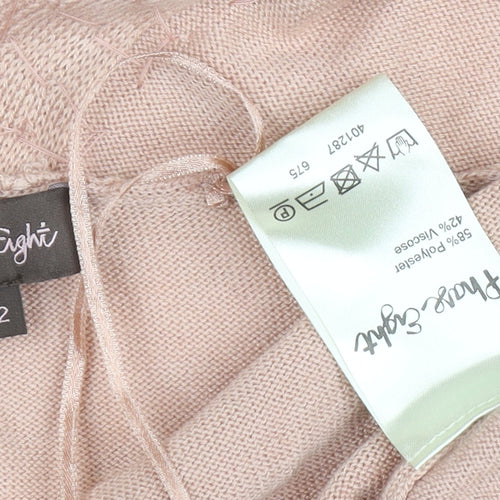 Eight
2
401287 675
P
58% Polyester
42% Viscose
Phase Eight